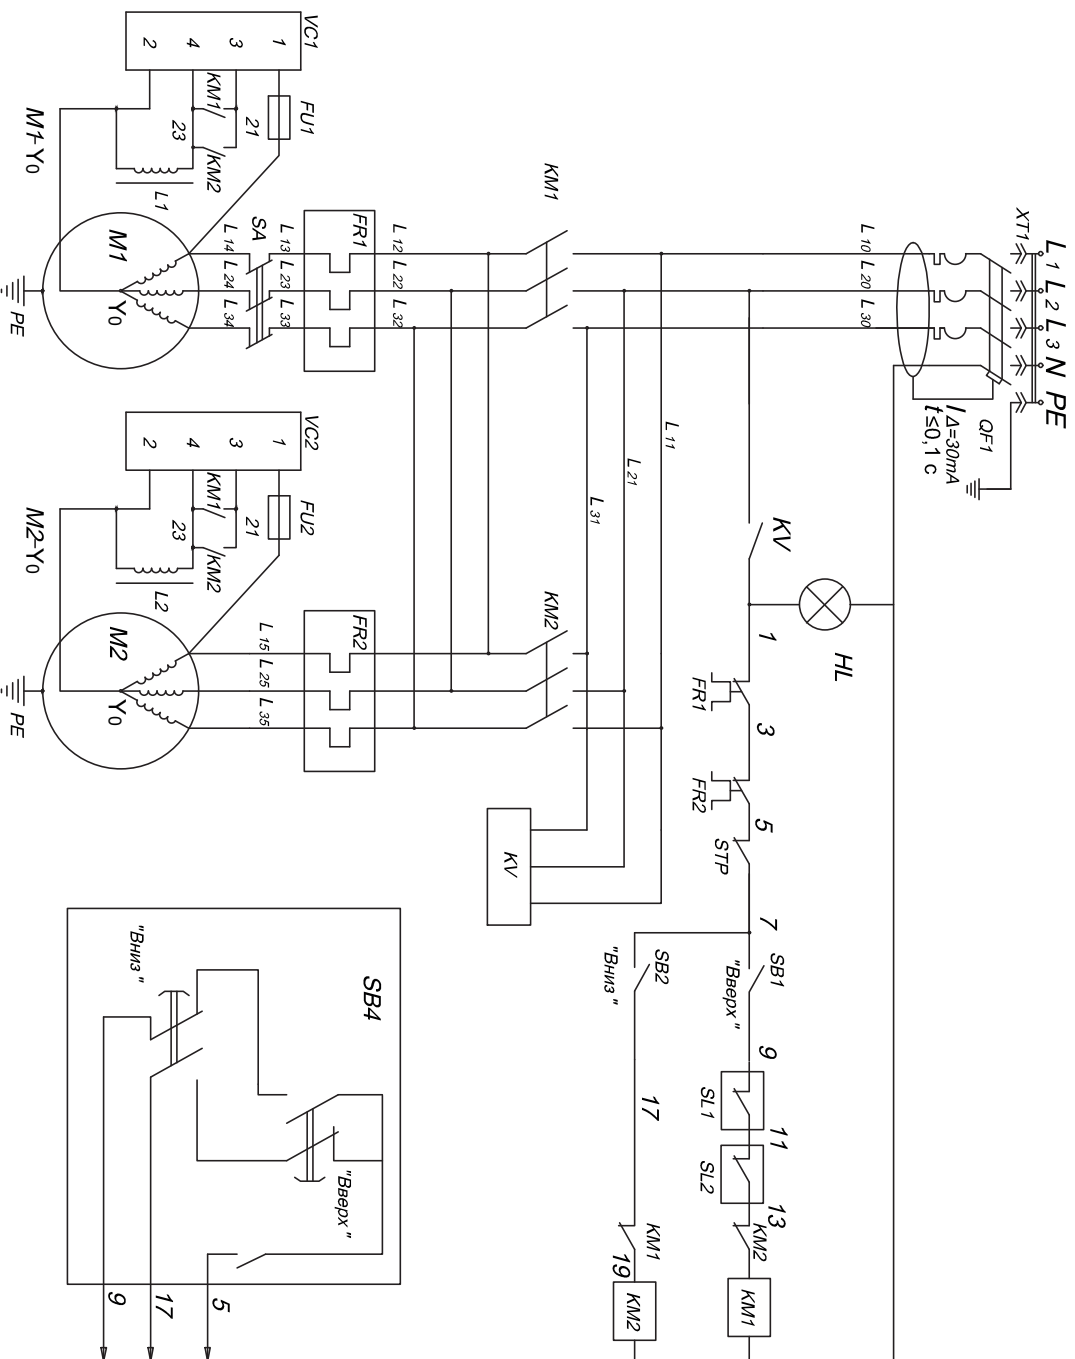 L1 L2 L3 N PE
XT1
QF1
IΔ=30mA
t≤0,1 c
L10
L20
L30
L11
L21
L31
KV
HL
1
FR1
3
FR2
5
STP
7
SB1
"Вверх"
9
SL1
11
SL2
13
KM2
KM1
SB2
"Вниз"
17
KM1
19
KM2
KM1
KM2
KV
L12
L22
L32
FR1
FR2
L13
L23
L33
SA
L14
L24
L34
L15
L25
L35
VC1
1
3
4
2
FU1
KM1
KM2
21
23
L1
M1-Y0
M1
Y0
PE
VC2
1
3
4
2
FU2
KM1
KM2
21
23
L2
M2-Y0
M2
Y0
PE
SB4
"Вниз"
"Вверх"
5
17
9